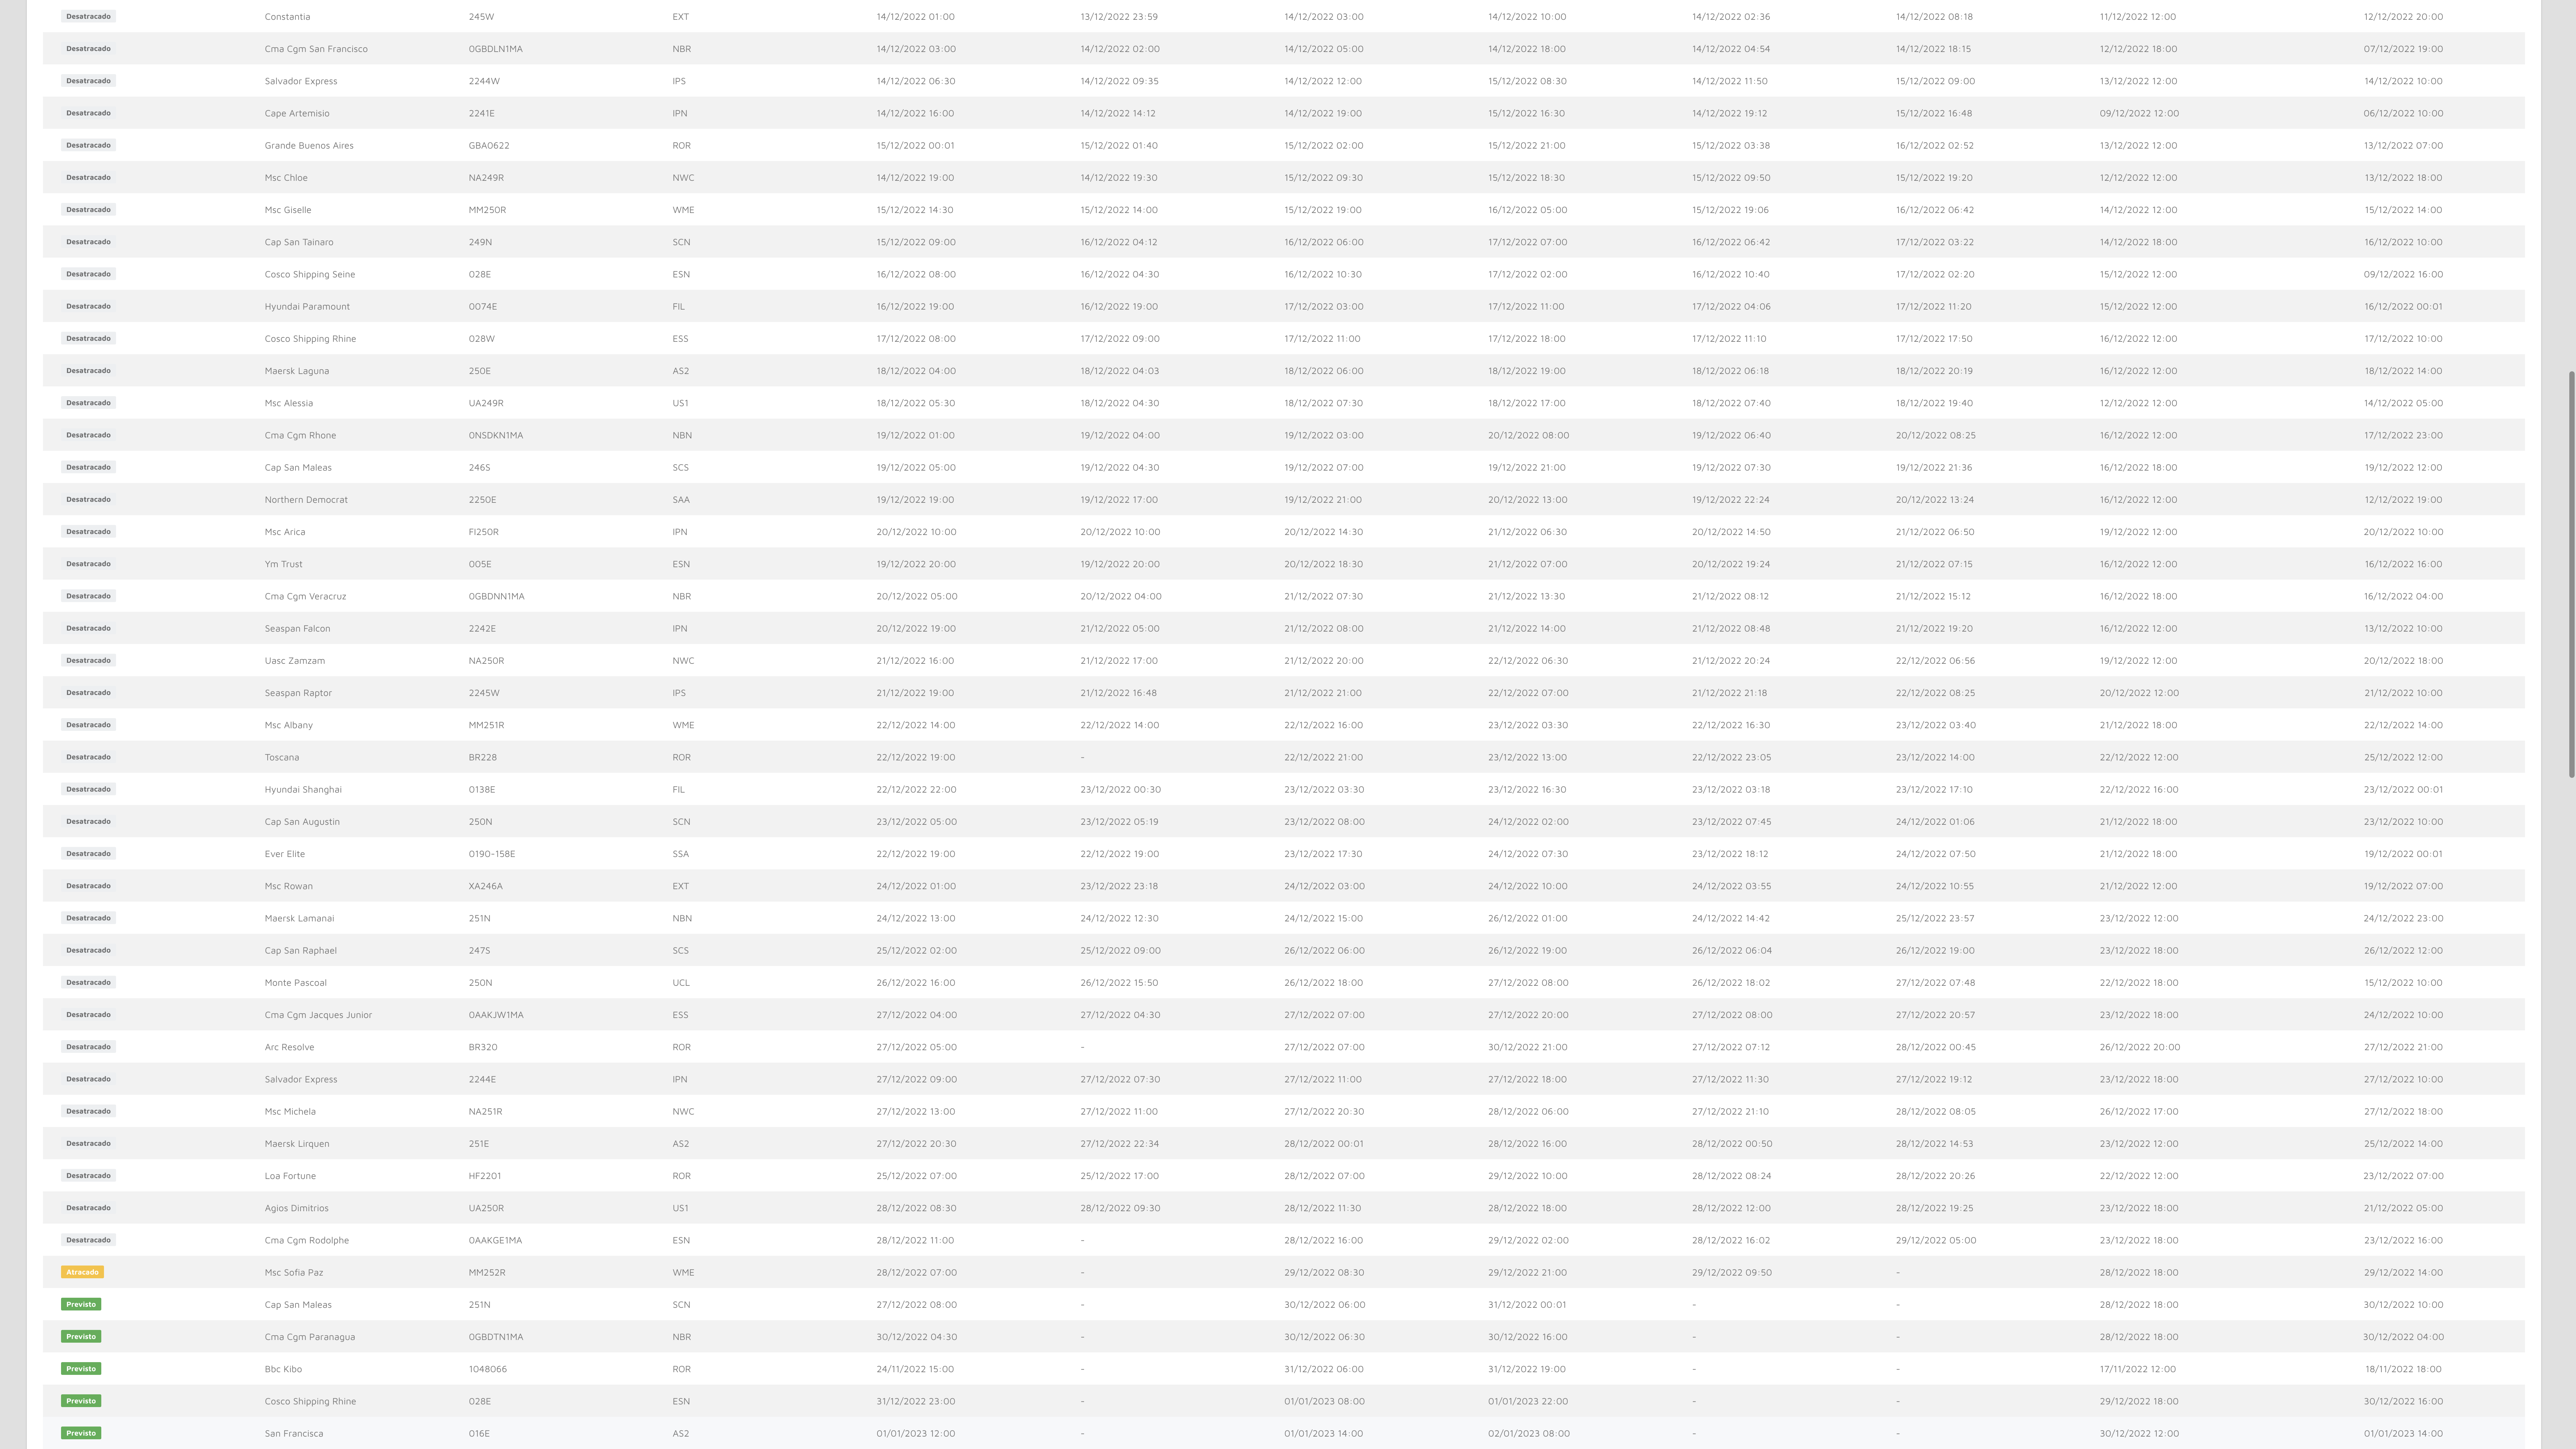 Desatracado Constantia 245W EXT 14/12/2022 01:00 13/12/2022 23:59 14/12/2022 03:00 14/12/2022 10:00 14/12/2022 02:36 14/12/2022 08:18 11/12/2022 12:00 12/12/2022 20:00
Desatracado Cma Cgm San Francisco 0GBDLN1MA NBR 14/12/2022 03:00 14/12/2022 02:00 14/12/2022 05:00 14/12/2022 18:00 14/12/2022 04:54 14/12/2022 18:15 12/12/2022 18:00 07/12/2022 19:00
Desatracado Salvador Express 2244W IPS 14/12/2022 06:30 14/12/2022 09:35 14/12/2022 12:00 15/12/2022 08:30 14/12/2022 11:50 15/12/2022 09:00 13/12/2022 12:00 14/12/2022 10:00
Desatracado Cape Artemisio 2241E IPN 14/12/2022 16:00 14/12/2022 14:12 14/12/2022 19:00 15/12/2022 16:30 14/12/2022 19:12 15/12/2022 16:48 09/12/2022 12:00 06/12/2022 10:00
Desatracado Grande Buenos Aires GBA0622 ROR 15/12/2022 00:01 15/12/2022 01:40 15/12/2022 02:00 15/12/2022 21:00 15/12/2022 03:38 16/12/2022 02:52 13/12/2022 12:00 13/12/2022 07:00
Desatracado Msc Chloe NA249R NWC 14/12/2022 19:00 14/12/2022 19:30 15/12/2022 09:30 15/12/2022 18:30 15/12/2022 09:50 15/12/2022 19:20 12/12/2022 12:00 13/12/2022 18:00
Desatracado Msc Giselle MM250R WME 15/12/2022 14:30 15/12/2022 14:00 15/12/2022 19:00 16/12/2022 05:00 15/12/2022 19:06 16/12/2022 06:42 14/12/2022 12:00 15/12/2022 14:00
Desatracado Cap San Tainaro 249N SCN 15/12/2022 09:00 16/12/2022 04:12 16/12/2022 06:00 17/12/2022 07:00 16/12/2022 06:42 17/12/2022 03:22 14/12/2022 18:00 16/12/2022 10:00
Desatracado Cosco Shipping Seine 028E ESN 16/12/2022 08:00 16/12/2022 04:30 16/12/2022 10:30 17/12/2022 02:00 16/12/2022 10:40 17/12/2022 02:20 15/12/2022 12:00 09/12/2022 16:00
Desatracado Hyundai Paramount 0074E FIL 16/12/2022 19:00 16/12/2022 19:00 17/12/2022 03:00 17/12/2022 11:00 17/12/2022 04:06 17/12/2022 11:20 15/12/2022 12:00 16/12/2022 00:01
Desatracado Cosco Shipping Rhine 028W ESS 17/12/2022 08:00 17/12/2022 09:00 17/12/2022 11:00 17/12/2022 18:00 17/12/2022 11:10 17/12/2022 17:50 16/12/2022 12:00 17/12/2022 10:00
Desatracado Maersk Laguna 250E AS2 18/12/2022 04:00 18/12/2022 04:03 18/12/2022 06:00 18/12/2022 19:00 18/12/2022 06:18 18/12/2022 20:19 16/12/2022 12:00 18/12/2022 14:00
Desatracado Msc Alessia UA249R US1 18/12/2022 05:30 18/12/2022 04:30 18/12/2022 07:30 18/12/2022 17:00 18/12/2022 07:40 18/12/2022 19:40 12/12/2022 12:00 14/12/2022 05:00
Desatracado Cma Cgm Rhone 0NSDKN1MA NBN 19/12/2022 01:00 19/12/2022 04:00 19/12/2022 03:00 20/12/2022 08:00 19/12/2022 06:40 20/12/2022 08:25 16/12/2022 12:00 17/12/2022 23:00
Desatracado Cap San Maleas 246S SCS 19/12/2022 05:00 19/12/2022 04:30 19/12/2022 07:00 19/12/2022 21:00 19/12/2022 07:30 19/12/2022 21:36 16/12/2022 18:00 19/12/2022 12:00
Desatracado Northern Democrat 2250E SAA 19/12/2022 19:00 19/12/2022 17:00 19/12/2022 21:00 20/12/2022 13:00 19/12/2022 22:24 20/12/2022 13:24 16/12/2022 12:00 12/12/2022 19:00
Desatracado Msc Arica FI250R IPN 20/12/2022 10:00 20/12/2022 10:00 20/12/2022 14:30 21/12/2022 06:30 20/12/2022 14:50 21/12/2022 06:50 19/12/2022 12:00 20/12/2022 10:00
Desatracado Ym Trust 005E ESN 19/12/2022 20:00 19/12/2022 20:00 20/12/2022 18:30 21/12/2022 07:00 20/12/2022 19:24 21/12/2022 07:15 16/12/2022 12:00 16/12/2022 16:00
Desatracado Cma Cgm Veracruz 0GBDNN1MA NBR 20/12/2022 05:00 20/12/2022 04:00 21/12/2022 07:30 21/12/2022 13:30 21/12/2022 08:12 21/12/2022 15:12 16/12/2022 18:00 16/12/2022 04:00
Desatracado Seaspan Falcon 2242E IPN 20/12/2022 19:00 21/12/2022 05:00 21/12/2022 08:00 21/12/2022 14:00 21/12/2022 08:48 21/12/2022 19:20 16/12/2022 12:00 13/12/2022 10:00
Desatracado Uasc Zamzam NA250R NWC 21/12/2022 16:00 21/12/2022 17:00 21/12/2022 20:00 22/12/2022 06:30 21/12/2022 20:24 22/12/2022 06:56 19/12/2022 12:00 20/12/2022 18:00
Desatracado Seaspan Raptor 2245W IPS 21/12/2022 19:00 21/12/2022 16:48 21/12/2022 21:00 22/12/2022 07:00 21/12/2022 21:18 22/12/2022 08:25 20/12/2022 12:00 21/12/2022 10:00
Desatracado Msc Albany MM251R WME 22/12/2022 14:00 22/12/2022 14:00 22/12/2022 16:00 23/12/2022 03:30 22/12/2022 16:30 23/12/2022 03:40 21/12/2022 18:00 22/12/2022 14:00
Desatracado Toscana BR228 ROR 22/12/2022 19:00 - 22/12/2022 21:00 23/12/2022 13:00 22/12/2022 23:05 23/12/2022 14:00 22/12/2022 12:00 25/12/2022 12:00
Desatracado Hyundai Shanghai 0138E FIL 22/12/2022 22:00 23/12/2022 00:30 23/12/2022 03:30 23/12/2022 16:30 23/12/2022 03:18 23/12/2022 17:10 22/12/2022 16:00 23/12/2022 00:01
Desatracado Cap San Augustin 250N SCN 23/12/2022 05:00 23/12/2022 05:19 23/12/2022 08:00 24/12/2022 02:00 23/12/2022 07:45 24/12/2022 01:06 21/12/2022 18:00 23/12/2022 10:00
Desatracado Ever Elite 0190-158E SSA 22/12/2022 19:00 22/12/2022 19:00 23/12/2022 17:30 24/12/2022 07:30 23/12/2022 18:12 24/12/2022 07:50 21/12/2022 18:00 19/12/2022 00:01
Desatracado Msc Rowan XA246A EXT 24/12/2022 01:00 23/12/2022 23:18 24/12/2022 03:00 24/12/2022 10:00 24/12/2022 03:55 24/12/2022 10:55 21/12/2022 12:00 19/12/2022 07:00
Desatracado Maersk Lamanai 251N NBN 24/12/2022 13:00 24/12/2022 12:30 24/12/2022 15:00 26/12/2022 01:00 24/12/2022 14:42 25/12/2022 23:57 23/12/2022 12:00 24/12/2022 23:00
Desatracado Cap San Raphael 247S SCS 25/12/2022 02:00 25/12/2022 09:00 26/12/2022 06:00 26/12/2022 19:00 26/12/2022 06:04 26/12/2022 19:00 23/12/2022 18:00 26/12/2022 12:00
Desatracado Monte Pascoal 250N UCL 26/12/2022 16:00 26/12/2022 15:50 26/12/2022 18:00 27/12/2022 08:00 26/12/2022 18:02 27/12/2022 07:48 22/12/2022 18:00 15/12/2022 10:00
Desatracado Cma Cgm Jacques Junior 0AAKJW1MA ESS 27/12/2022 04:00 27/12/2022 04:30 27/12/2022 07:00 27/12/2022 20:00 27/12/2022 08:00 27/12/2022 20:57 23/12/2022 18:00 24/12/2022 10:00
Desatracado Arc Resolve BR320 ROR 27/12/2022 05:00 - 27/12/2022 07:00 30/12/2022 21:00 27/12/2022 07:12 28/12/2022 00:45 26/12/2022 20:00 27/12/2022 21:00
Desatracado Salvador Express 2244E IPN 27/12/2022 09:00 27/12/2022 07:30 27/12/2022 11:00 27/12/2022 18:00 27/12/2022 11:30 27/12/2022 19:12 23/12/2022 18:00 27/12/2022 10:00
Desatracado Msc Michela NA251R NWC 27/12/2022 13:00 27/12/2022 11:00 27/12/2022 20:30 28/12/2022 06:00 27/12/2022 21:10 28/12/2022 08:05 26/12/2022 17:00 27/12/2022 18:00
Desatracado Maersk Lirquen 251E AS2 27/12/2022 20:30 27/12/2022 22:34 28/12/2022 00:01 28/12/2022 16:00 28/12/2022 00:50 28/12/2022 14:53 23/12/2022 12:00 25/12/2022 14:00
Desatracado Loa Fortune HF2201 ROR 25/12/2022 07:00 25/12/2022 17:00 28/12/2022 07:00 29/12/2022 10:00 28/12/2022 08:24 28/12/2022 20:26 22/12/2022 12:00 23/12/2022 07:00
Desatracado Agios Dimitrios UA250R US1 28/12/2022 08:30 28/12/2022 09:30 28/12/2022 11:30 28/12/2022 18:00 28/12/2022 12:00 28/12/2022 19:25 23/12/2022 18:00 21/12/2022 05:00
Desatracado Cma Cgm Rodolphe 0AAKGE1MA ESN 28/12/2022 11:00 - 28/12/2022 16:00 29/12/2022 02:00 28/12/2022 16:02 29/12/2022 05:00 23/12/2022 18:00 23/12/2022 16:00
Atracado Msc Sofia Paz MM252R WME 28/12/2022 07:00 - 29/12/2022 08:30 29/12/2022 21:00 29/12/2022 09:50 - 28/12/2022 18:00 29/12/2022 14:00
Previsto Cap San Maleas 251N SCN 27/12/2022 08:00 - 30/12/2022 06:00 31/12/2022 00:01 - - 28/12/2022 18:00 30/12/2022 10:00
Previsto Cma Cgm Paranagua 0GBDTN1MA NBR 30/12/2022 04:30 - 30/12/2022 06:30 30/12/2022 16:00 - - 28/12/2022 18:00 30/12/2022 04:00
Previsto Bbc Kibo 1048066 ROR 24/11/2022 15:00 - 31/12/2022 06:00 31/12/2022 19:00 - - 17/11/2022 12:00 18/11/2022 18:00
Previsto Cosco Shipping Rhine 028E ESN 31/12/2022 23:00 - 01/01/2023 08:00 01/01/2023 22:00 - - 29/12/2022 18:00 30/12/2022 16:00
Previsto San Francisca 016E AS2 01/01/2023 12:00 - 01/01/2023 14:00 02/01/2023 08:00 - - 30/12/2022 12:00 01/01/2023 14:00